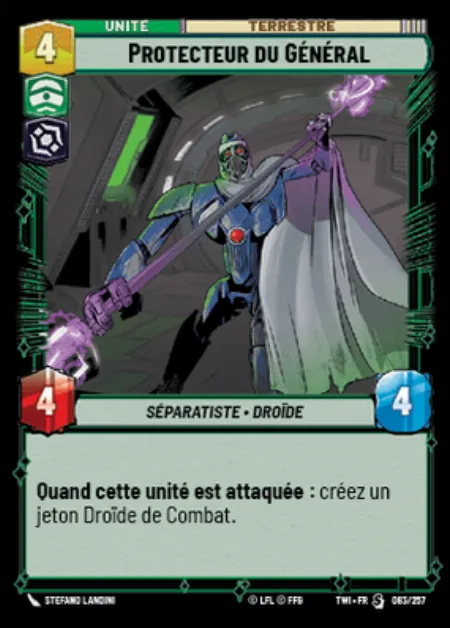 UNITÉ
TERRESTRE
4
PROTECTEUR DU GÉNÉRAL
4
4
SÉPARATISTE • DROÏDE
Quand cette unité est attaquée : créez un
jeton Droïde de Combat.
STEFANO LANDINI
© LFL © FFG
TWI • FR
063/257